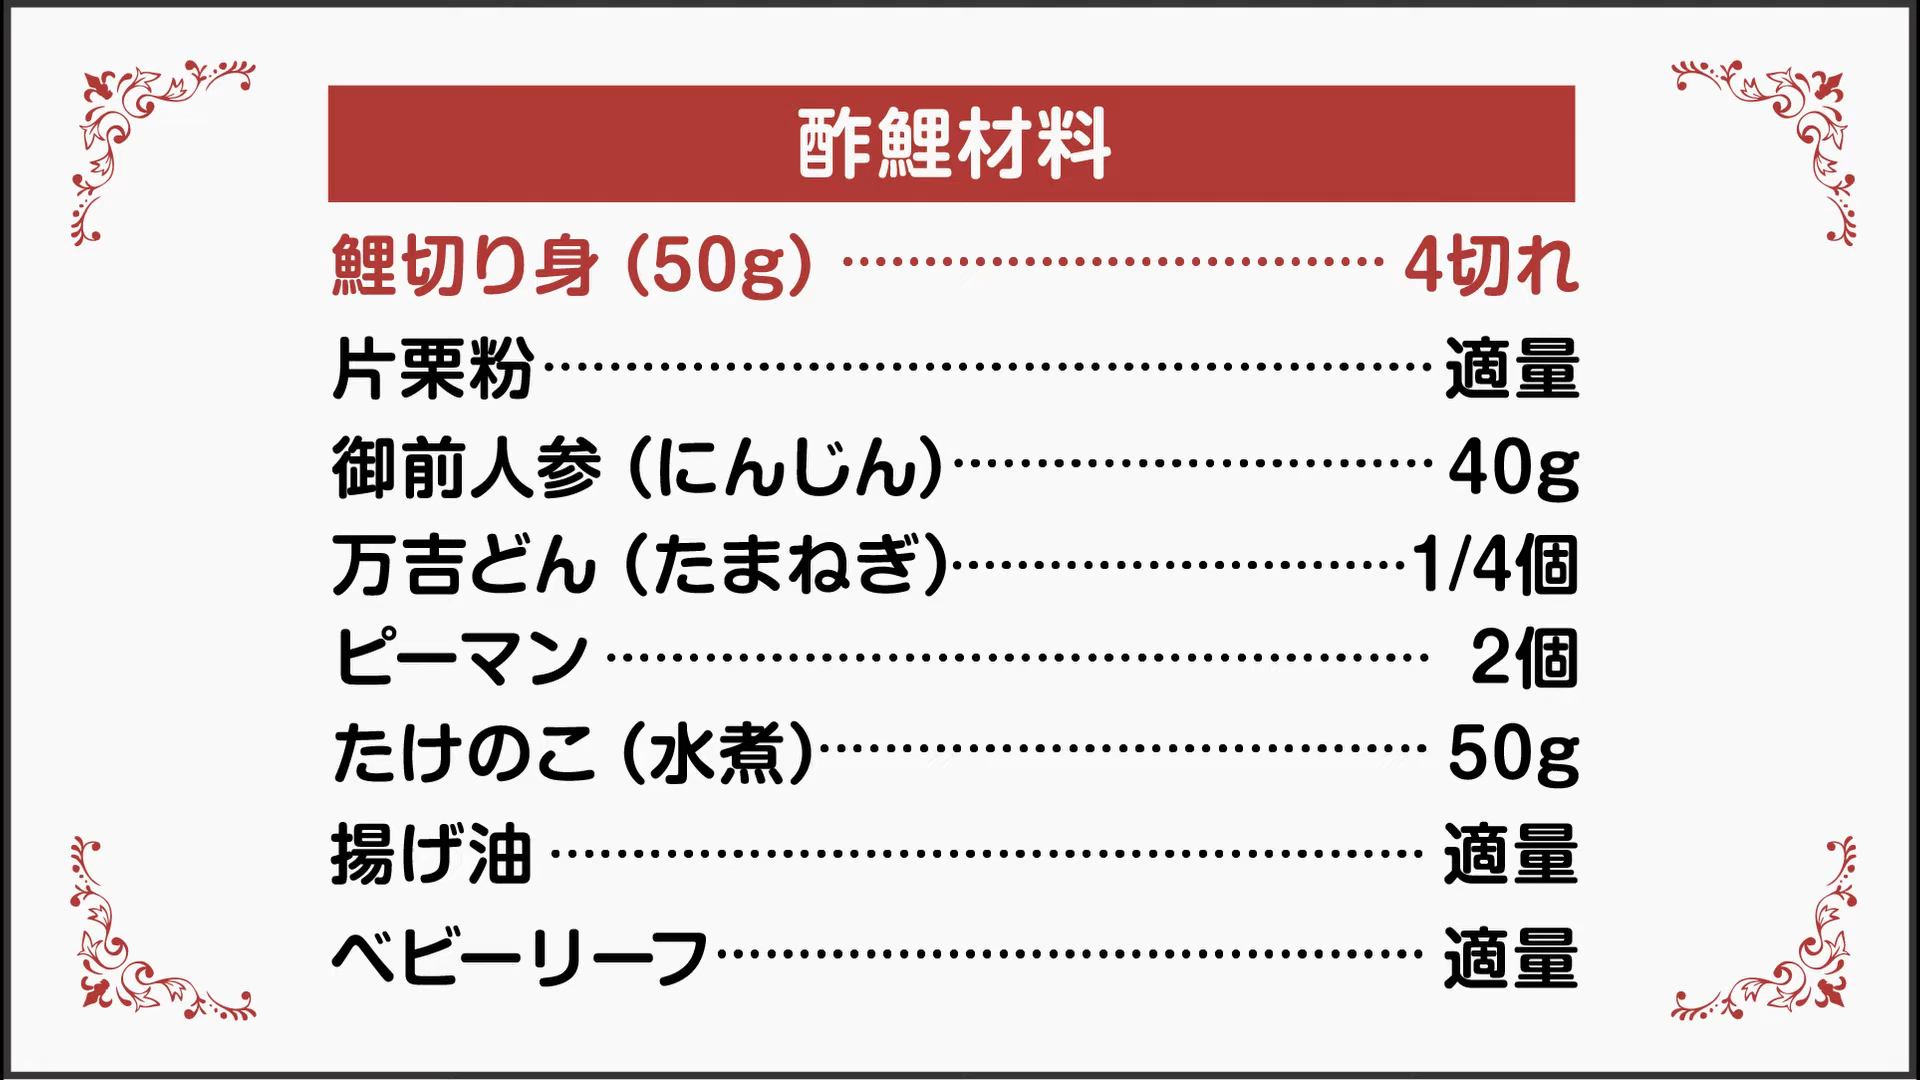 酢鯉材料
鯉切り身（50g）……………………………4切れ
片栗粉……………………………………………適量
御前人参（にんじん）…………………………40g
万吉どん（たまねぎ）………………………1/4個
ピーマン…………………………………………2個
たけのこ（水煮）………………………………50g
揚げ油……………………………………………適量
ベビーリーフ……………………………………適量